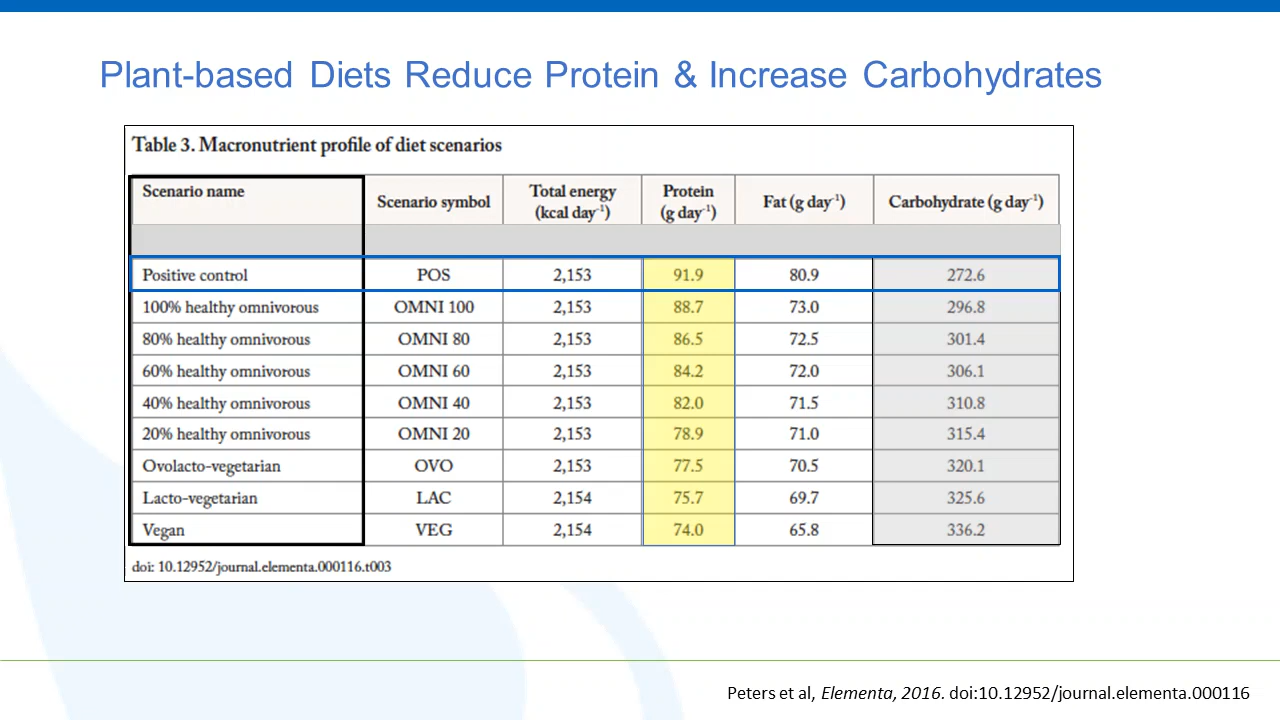 Plant-based Diets Reduce Protein & Increase Carbohydrates
Table 3. Macronutrient profile of diet scenarios
Scenario name Scenario symbol Total energy (kcal day⁻¹) Protein (g day⁻¹) Fat (g day⁻¹) Carbohydrate (g day⁻¹)
Positive control POS 2,153 91.9 80.9 272.6
100% healthy omnivorous OMNI 100 2,153 88.7 73.0 296.8
80% healthy omnivorous OMNI 80 2,153 86.5 72.5 301.4
60% healthy omnivorous OMNI 60 2,153 84.2 72.0 306.1
40% healthy omnivorous OMNI 40 2,153 82.0 71.5 310.8
20% healthy omnivorous OMNI 20 2,153 78.9 71.0 315.4
Ovolacto-vegetarian OVO 2,153 77.5 70.5 320.1
Lacto-vegetarian LAC 2,154 75.7 69.7 325.6
Vegan VEG 2,154 74.0 65.8 336.2
doi: 10.12952/journal.elementa.000116.t003
Peters et al, Elementa, 2016. doi:10.12952/journal.elementa.000116